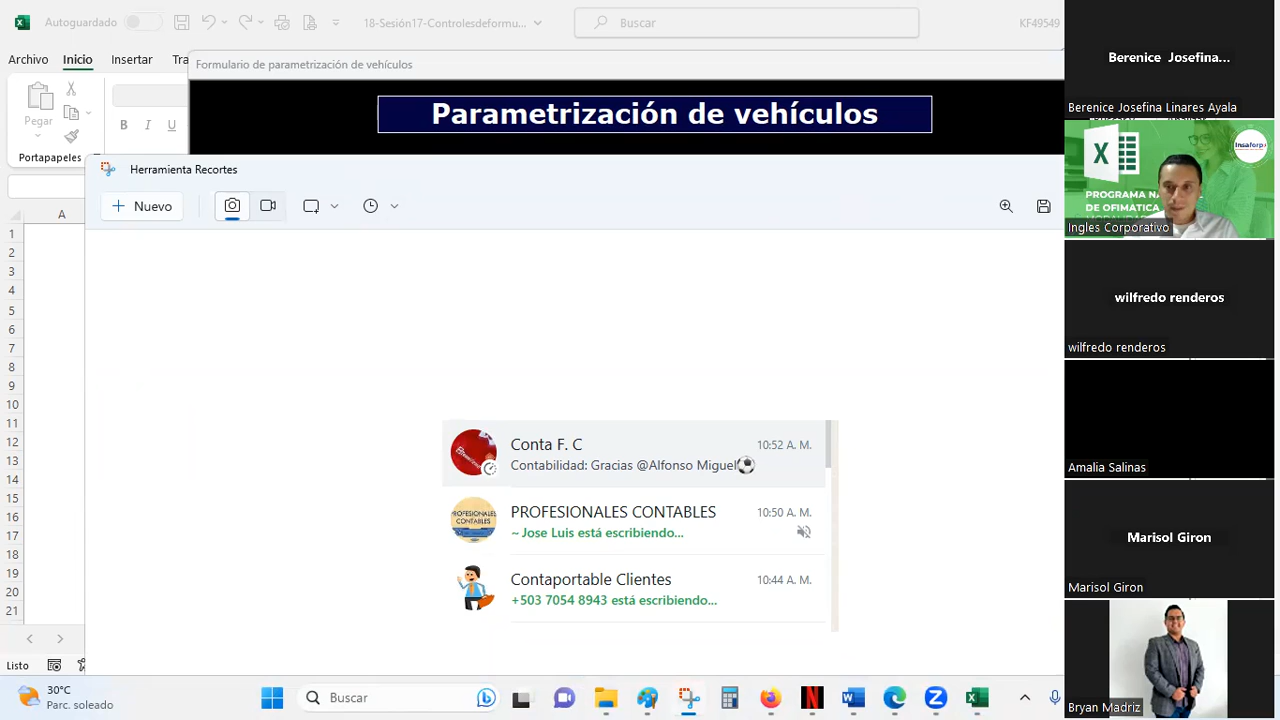 Autoguardado
18-Sesión17-Controlesdeformu...
Buscar
KF49549
Archivo
Inicio
Insertar
Formulario de parametrización de vehículos
Parametrización de vehículos
Pegar
N K S
Portapapeles
Herramienta Recortes
Nuevo
A
1
2
3
4
5
6
7
8
9
10
11
12
13
14
15
16
17
18
19
20
21
Conta F. C
10:52 A. M.
Contabilidad: Gracias @Alfonso Miguel
PROFESIONALES CONTABLES
10:50 A. M.
~ Jose Luis está escribiendo...
Contaportable Clientes
10:44 A. M.
+503 7054 8943 está escribiendo...
Listo
30°C
Parc. soleado
Buscar
Berenice Josefina...
Berenice Josefina Linares Ayala
Insaforp
PROGRAMA NA
DE OFIMATICA
Ingles Corporativo
wilfredo renderos
wilfredo renderos
Amalia Salinas
Marisol Giron
Marisol Giron
Bryan Madriz